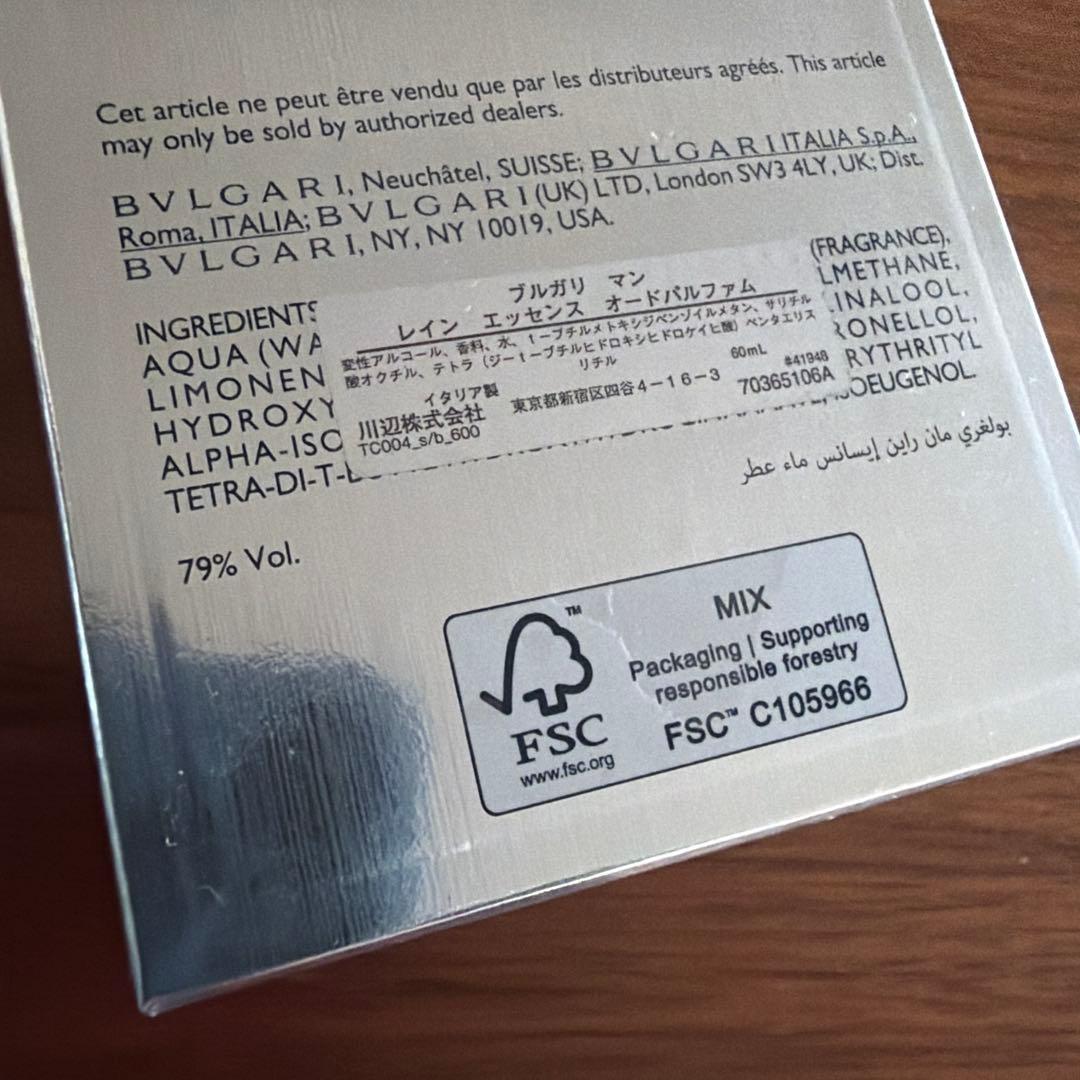 Cet article ne peut être vendu que par les distributeurs agréés. This article
may only be sold by authorized dealers.
BVLGARI, Neuchâtel, SUISSE; BVLGARI ITALIA S.p.A.,
Roma, ITALIA; BVLGARI (UK) LTD, London SW3 4LY, UK; Dist.
BVLGARI, NY, NY 10019, USA.
INGREDIENTS (FRAGRANCE),
AQUA (WA LMETHANE,
LIMONEN INALOOL,
HYDROXY RONELLOL,
ALPHA-ISO RYTHRITYL
TETRA-DI-T- OEUGENOL.
ブルガリ マン
レイン エッセンス オードパルファム
変性アルコール、香料、水、t-ブチルメトキシジベンゾイルメタン、サリチル
酸オクチル、テトラ(ジ-t-ブチルヒドロキシヒドロケイヒ酸)ペンタエリス
リチル
60mL #41948
イタリア製
川辺株式会社 東京都新宿区四谷4-16-3 70365106A
TC004_s/b_600
بولغري مان راين إيسانس ماء عطر
79% Vol.
TM
FSC
www.fsc.org
MIX
Packaging | Supporting
responsible forestry
FSC™ C105966